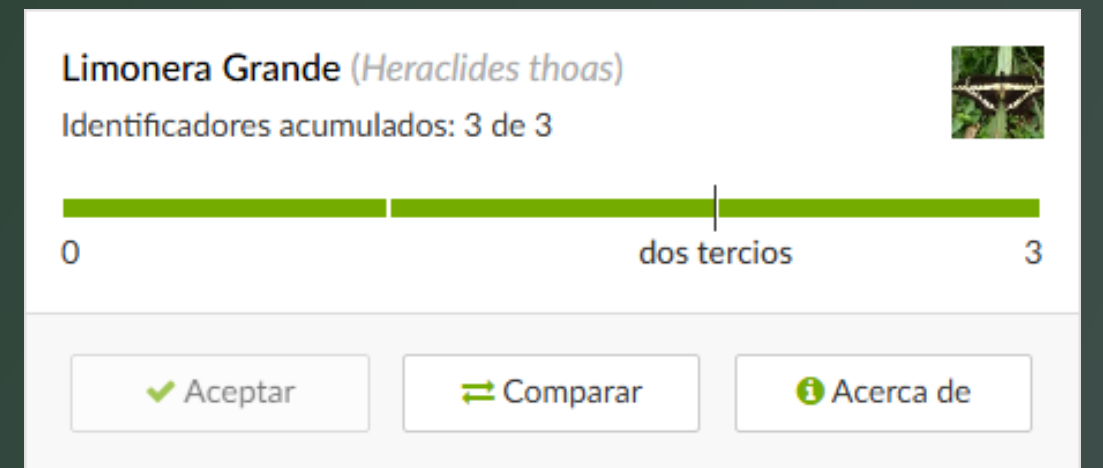 Limonera Grande (Heraclides thoas)
Identificadores acumulados: 3 de 3
0 dos tercios 3
Aceptar Comparar Acerca de